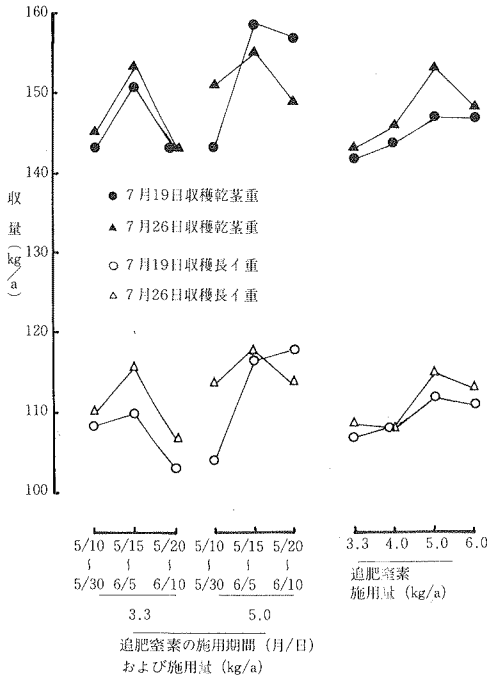 160
150
140
130
120
110
100
収量(kg/a)
● 7月19日収穫乾茎重
▲ 7月26日収穫乾茎重
○ 7月19日収穫長イ重
△ 7月26日収穫長イ重
5/10 5/15 5/20 5/10 5/15 5/20
~ ~ ~ ~ ~ ~
5/30 6/5 6/10 5/30 6/5 6/10
3.3 5.0
追肥窒素の施用期間(月/日)
および施用量(kg/a)
3.3 4.0 5.0 6.0
追肥窒素
施用量(kg/a)